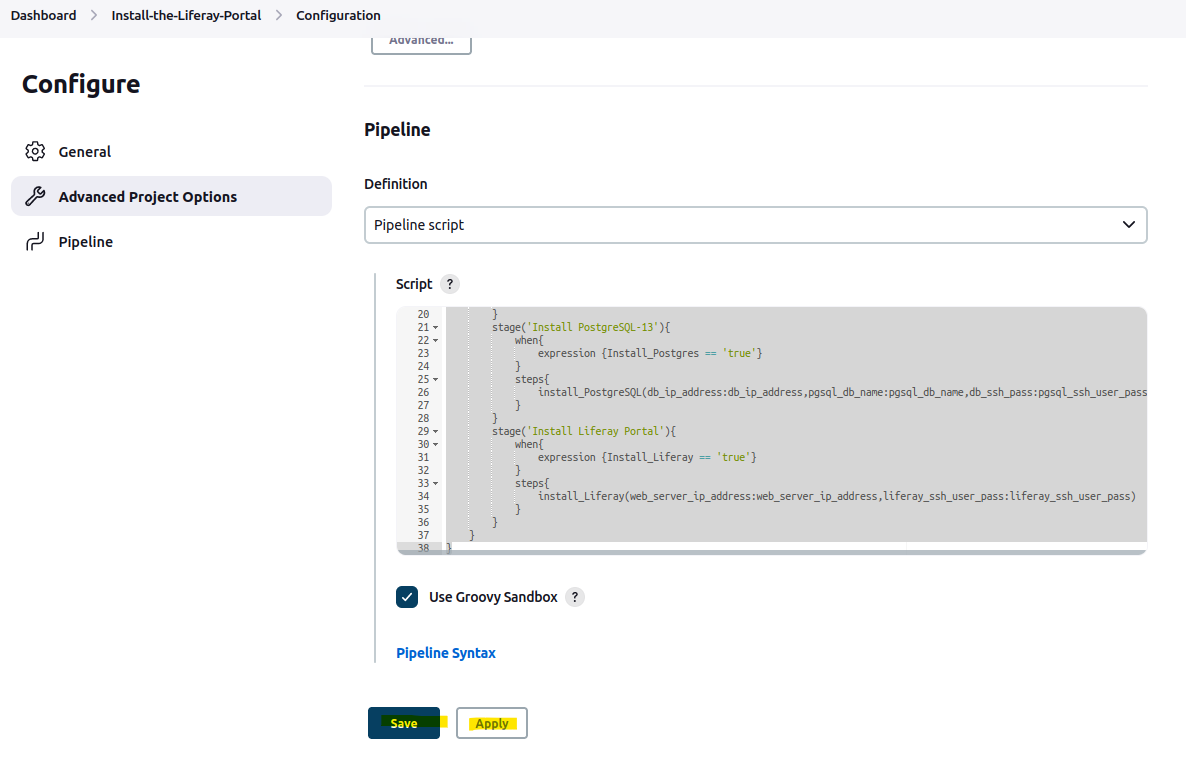 Dashboard > Install-the-Liferay-Portal > Configuration
Advanced...
Configure
General
Advanced Project Options
Pipeline
Pipeline
Definition
Pipeline script
Script ?
20 }
21 stage('Install PostgreSQL-13'){
22 when{
23 expression {Install_Postgres == 'true'}
24 }
25 steps{
26 install_PostgreSQL(db_ip_address:db_ip_address,pgsql_db_name:pgsql_db_name,db_ssh_pass:pgsql_ssh_user_pass
27 }
28 }
29 stage('Install Liferay Portal'){
30 when{
31 expression {Install_Liferay == 'true'}
32 }
33 steps{
34 install_Liferay(web_server_ip_address:web_server_ip_address,liferay_ssh_user_pass:liferay_ssh_user_pass)
35 }
36 }
37 }
38 }
Use Groovy Sandbox ?
Pipeline Syntax
Save Apply